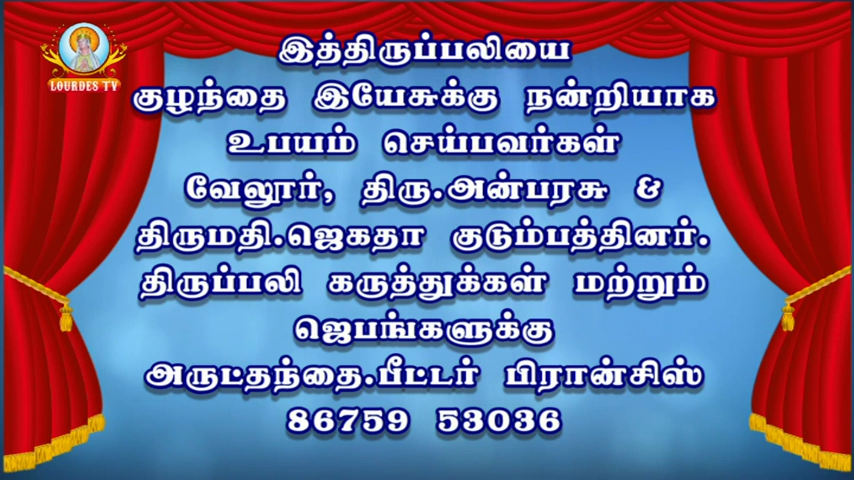 LOURDES TV
இத்திருப்பலியை
குழந்தை இயேசுக்கு நன்றியாக
உபயம் செய்பவர்கள்
வேலூர், திரு.அன்பரசு &
திருமதி.ஜெகதா குடும்பத்தினர்.
திருப்பலி கருத்துக்கள் மற்றும்
ஜெபங்களுக்கு
அருட்தந்தை.பீட்டர் பிரான்சிஸ்
86759 53036